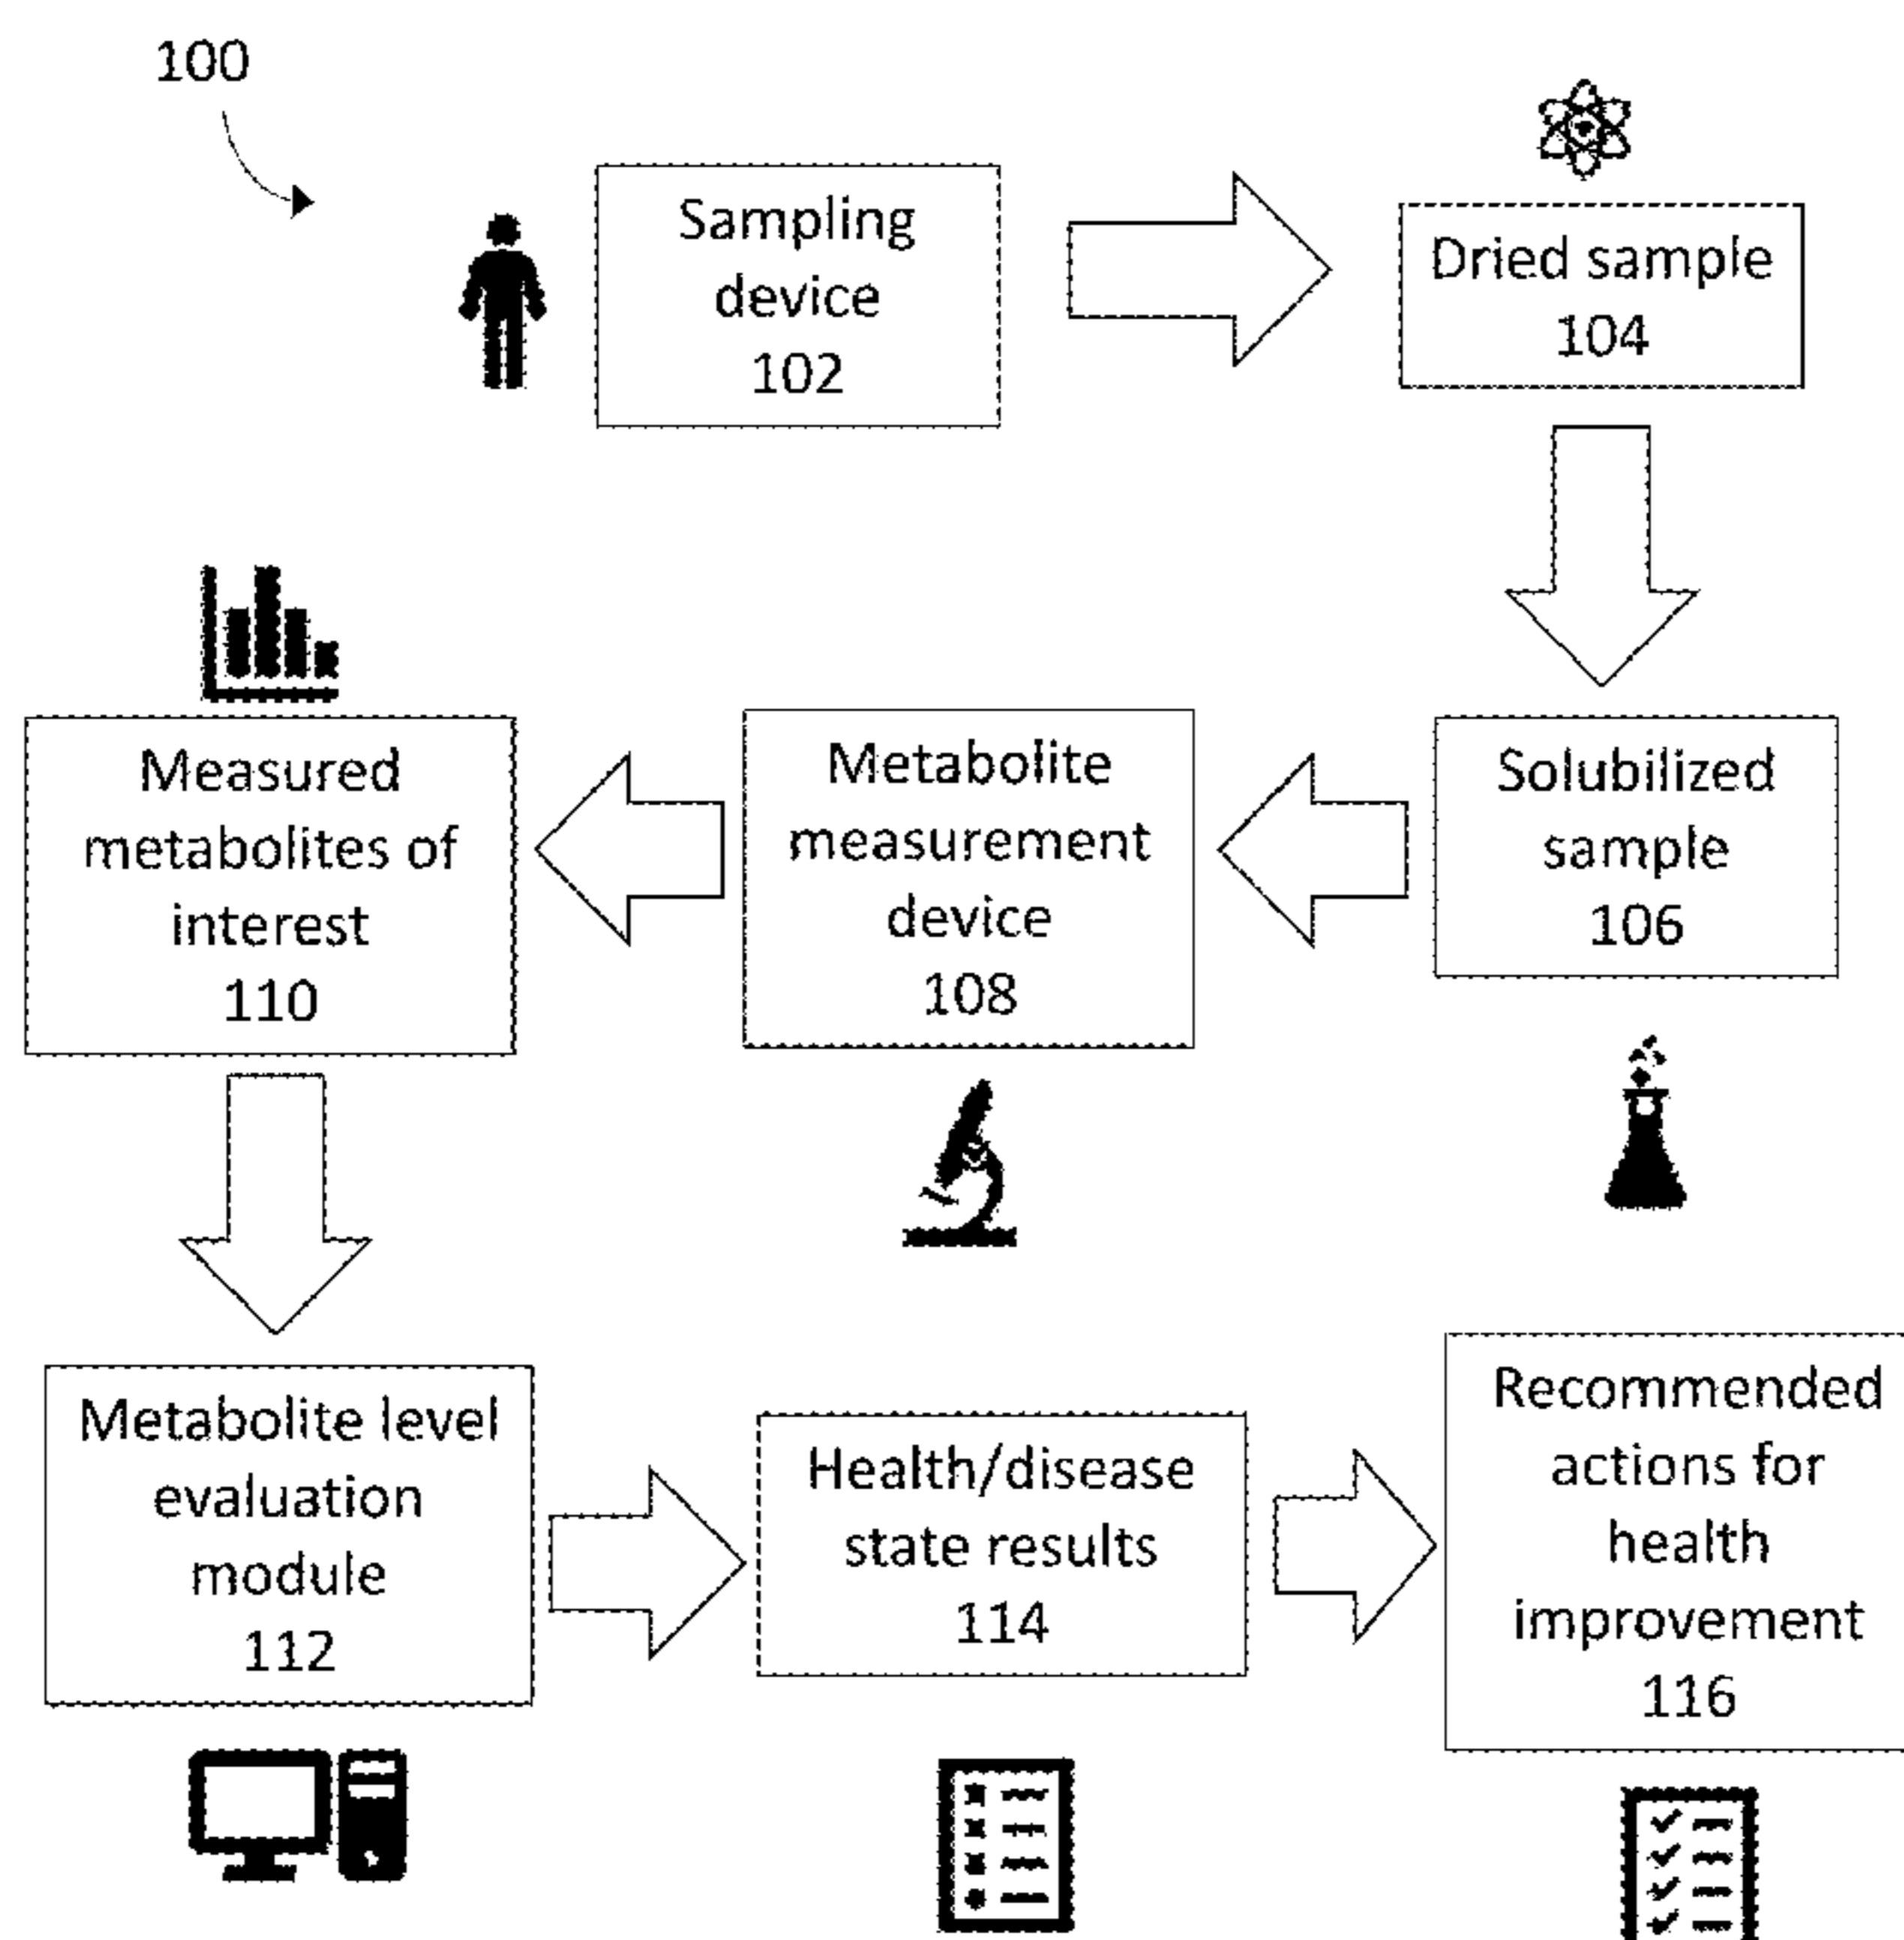 100
Sampling
device
102
Dried sample
104
Solubilized
sample
106
Metabolite
measurement
device
108
Measured
metabolites of
interest
110
Metabolite level
evaluation
module
112
Health/disease
state results
114
Recommended
actions for
health
improvement
116